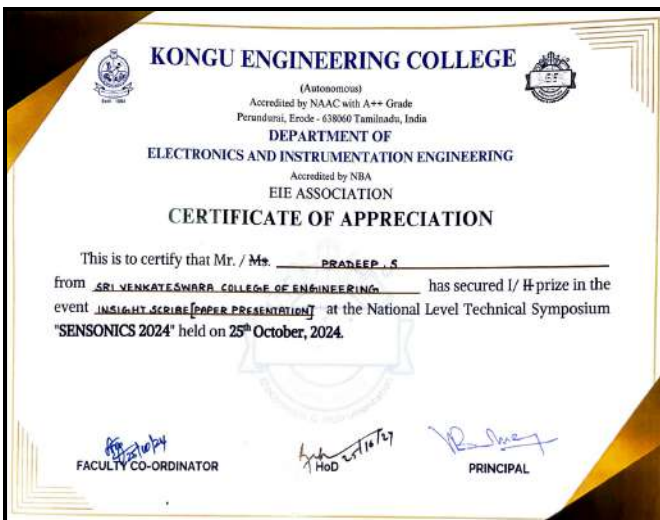 KONGU ENGINEERING COLLEGE
(Autonomous)
Accredited by NAAC with A++ Grade
Perundurai, Erode - 638060 Tamilnadu, India
DEPARTMENT OF
ELECTRONICS AND INSTRUMENTATION ENGINEERING
Accredited by NBA
EIE ASSOCIATION
CERTIFICATE OF APPRECIATION
This is to certify that Mr. / Ms. PRADEEP . S
from SRI VENKATESWARA COLLEGE OF ENGINEERING has secured I/ II prize in the
event INSIGHT SCRIBE[PAPER PRESENTATION] at the National Level Technical Symposium
"SENSONICS 2024" held on 25th October, 2024.
25/10/24
FACULTY CO-ORDINATOR
HoD
PRINCIPAL